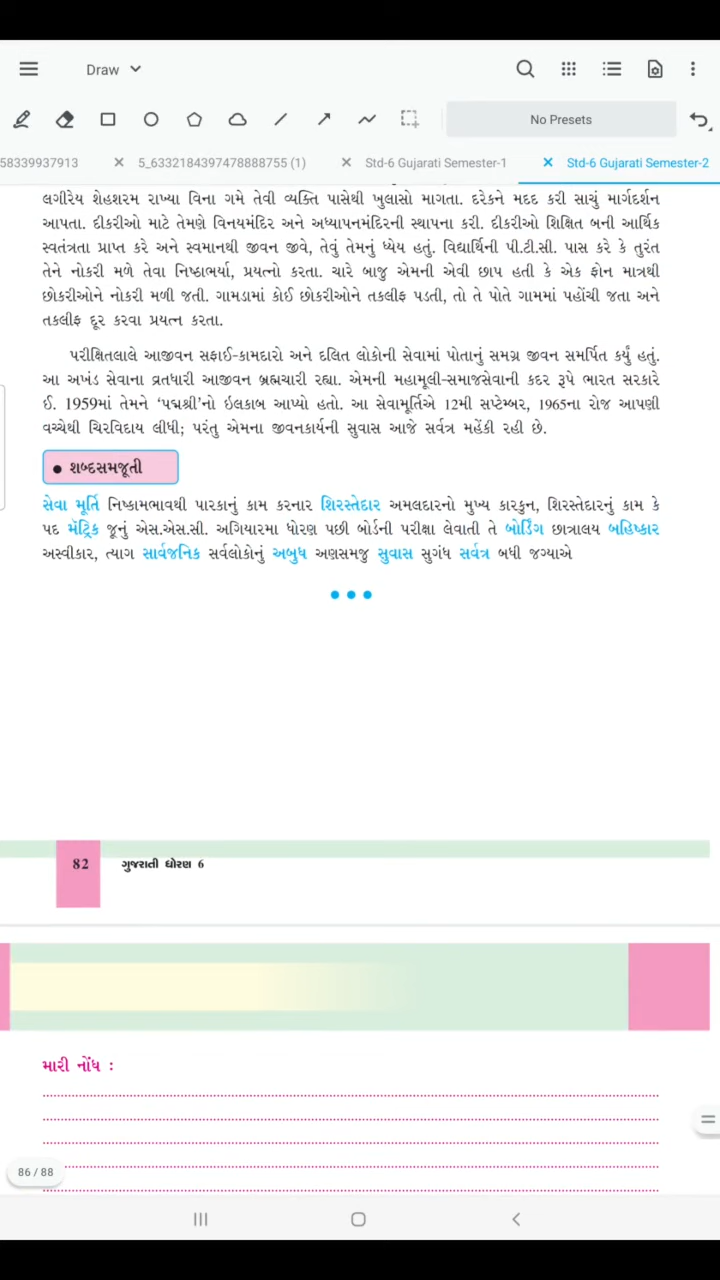 Draw
No Presets
58339937913
5_6332184397478888755 (1)
Std-6 Gujarati Semester-1
Std-6 Gujarati Semester-2
લગીરેય શેહશરમ રાખ્યા વિના ગમે તેવી વ્યક્તિ પાસેથી ખુલાસો માગતા. દરેકને મદદ કરી સાચું માર્ગદર્શન
આપતા. દીકરીઓ માટે તેમણે વિનયમંદિર અને અધ્યાપનમંદિરની સ્થાપના કરી. દીકરીઓ શિક્ષિત બની આર્થિક
સ્વતંત્રતા પ્રાપ્ત કરે અને સ્વમાનથી જીવન જીવે, તેવું તેમનું ધ્યેય હતું. વિદ્યાર્થિની પી.ટી.સી. પાસ કરે કે તુરંત
તેને નોકરી મળે તેવા નિષ્ઠાભર્યા, પ્રયત્નો કરતા. ચારે બાજુ એમની એવી છાપ હતી કે એક ફોન માત્રથી
છોકરીઓને નોકરી મળી જતી. ગામડામાં કોઈ છોકરીઓને તકલીફ પડતી, તો તે પોતે ગામમાં પહોંચી જતા અને
તકલીફ દૂર કરવા પ્રયત્ન કરતા.
પરીક્ષિતલાલે આજીવન સફાઈ-કામદારો અને દલિત લોકોની સેવામાં પોતાનું સમગ્ર જીવન સમર્પિત કર્યું હતું.
આ અખંડ સેવાના વ્રતધારી આજીવન બ્રહ્મચારી રહ્યા. એમની મહામૂલી-સમાજસેવાની કદર રૂપે ભારત સરકારે
ઈ. 1959માં તેમને ‘પદ્મશ્રી’નો ઇલકાબ આપ્યો હતો. આ સેવામૂર્તિએ 12મી સપ્ટેમ્બર, 1965ના રોજ આપણી
વચ્ચેથી ચિરવિદાય લીધી; પરંતુ એમના જીવનકાર્યની સુવાસ આજે સર્વત્ર મહેંકી રહી છે.
● શબ્દસમજૂતી
સેવા મૂર્તિ નિષ્કામભાવથી પારકાનું કામ કરનાર શિરસ્તેદાર અમલદારનો મુખ્ય કારકુન, શિરસ્તેદારનું કામ કે
પદ મૅટ્રિક જૂનું એસ.એસ.સી. અગિયારમા ધોરણ પછી બોર્ડની પરીક્ષા લેવાતી તે બોર્ડિંગ છાત્રાલય બહિષ્કાર
અસ્વીકાર, ત્યાગ સાર્વજનિક સર્વલોકોનું અબુધ અણસમજુ સુવાસ સુગંધ સર્વત્ર બધી જગ્યાએ
82
ગુજરાતી ધોરણ 6
મારી નોંધ :
86 / 88